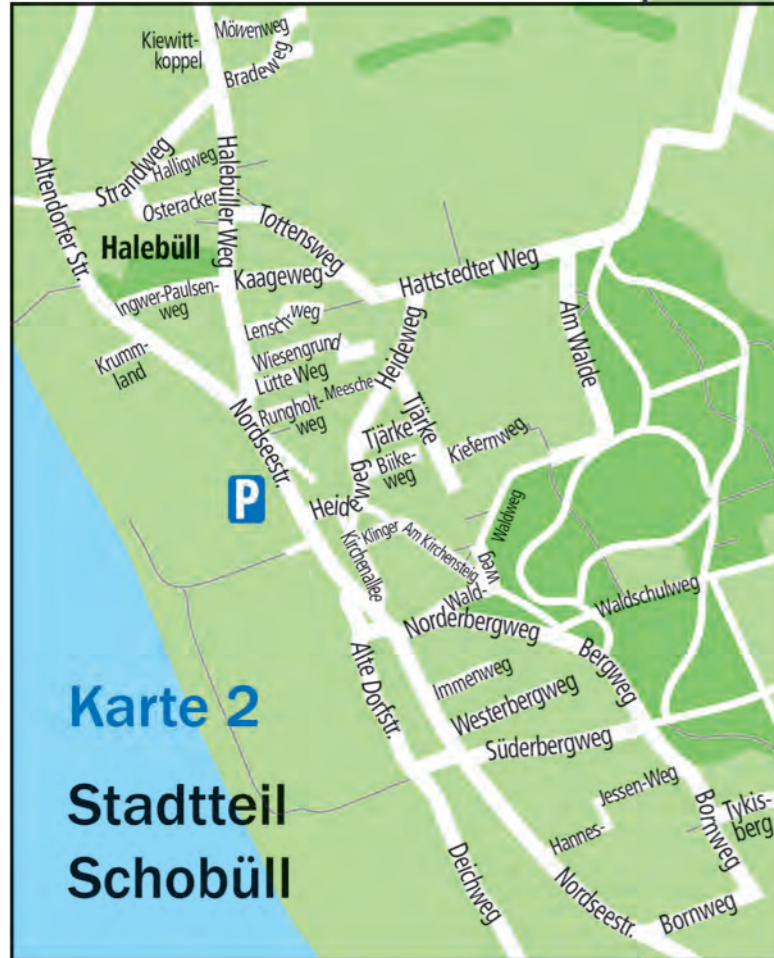 Möwenweg
Kiewitt-
koppel
Bradeweg
Strandweg
Halligweg
Halebüller Weg
Osteracker
Altendorfer Str.
Tottensweg
Halebüll
Kaageweg
Hattstedter Weg
Ingwer-Paulsen-
weg
Lensch-
weg
Am Walde
Krumm-
land
Wiesengrund
Heideweg
Lütte Weg
Meesche
Rungholt-
weg
Nordseestr.
Tjärke
Tjärke
Kiefernweg
Biike-
weg
P
Heide
weg
Waldweg
Klinger
Am Kirchensteig
Kirchenallee
Wald-
weg
Waldschulweg
Norderbergweg
Bergweg
Alte Dorfstr.
Immenweg
Westerbergweg
Süderbergweg
Karte 2
Stadtteil
Schobüll
Hannes-
Jessen-Weg
Bornweg
Tykis-
berg
Deichweg
Nordseestr.
Bornweg